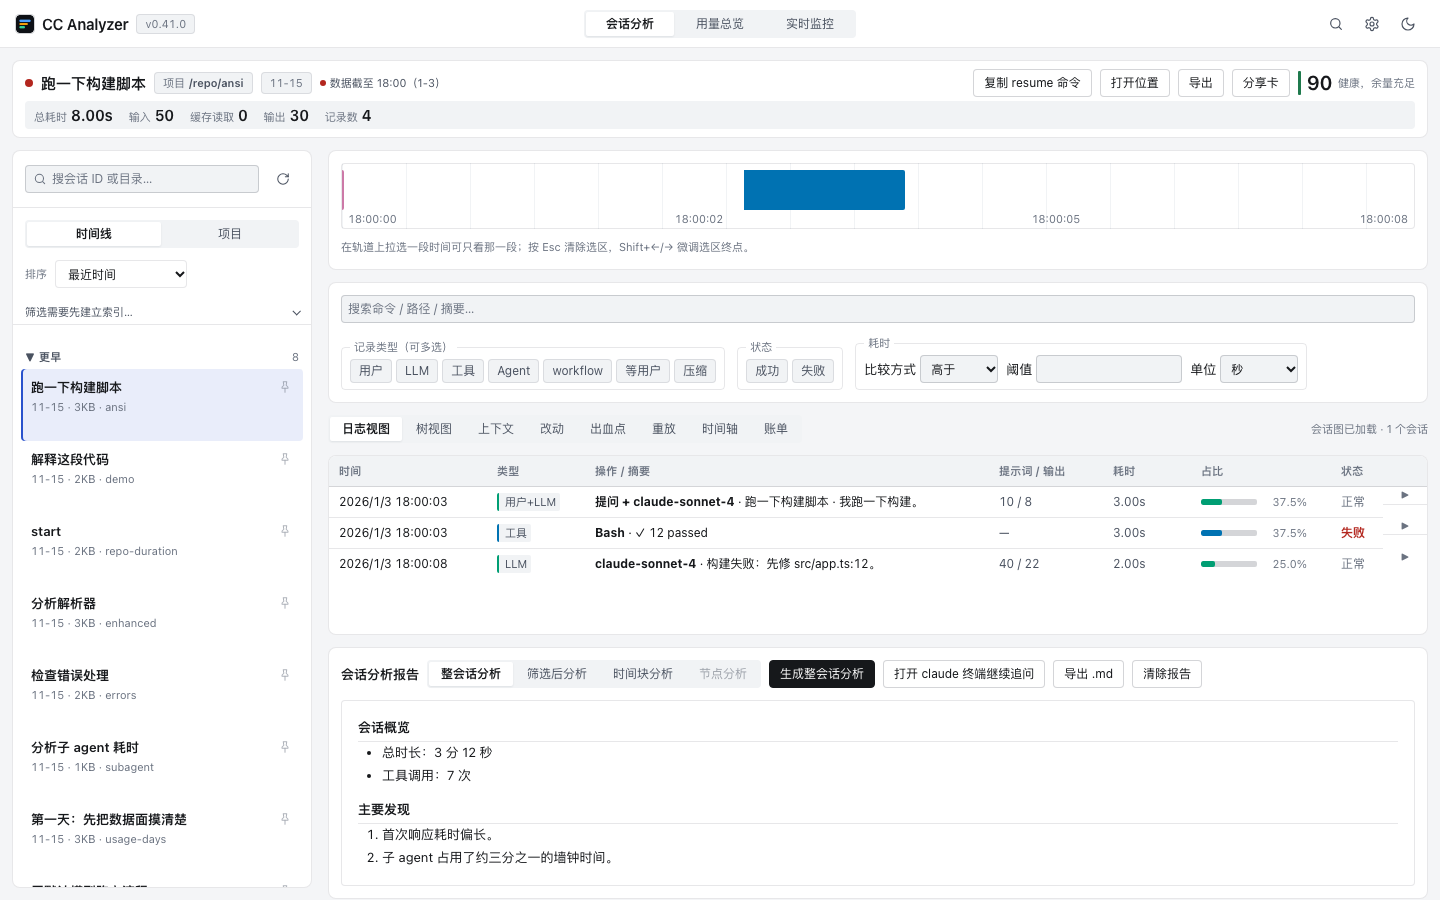 CC Analyzer v0.41.0 会话分析 用量总览 实时监控
跑一下构建脚本 项目 /repo/ansi 11-15 数据截至 18:00 (1-3) 复制 resume 命令 打开位置 导出 分享卡 90 健康，余量充足
总耗时 8.00s 输入 50 缓存读取 0 输出 30 记录数 4
搜会话 ID 或目录...
时间线 项目
排序 最近时间
筛选需要先建立索引...
▼ 更早 8
跑一下构建脚本
11-15 · 3KB · ansi
解释这段代码
11-15 · 2KB · demo
start
11-15 · 2KB · repo-duration
分析解析器
11-15 · 3KB · enhanced
检查错误处理
11-15 · 2KB · errors
分析子 agent 耗时
11-15 · 1KB · subagent
第一天：先把数据面摸清楚
11-15 · 3KB · usage-days
18:00:00 18:00:02 18:00:05 18:00:08
在轨道上拉选一段时间可只看那一段；按 Esc 清除选区，Shift+←/→ 微调选区终点。
搜索命令 / 路径 / 摘要...
记录类型（可多选） 状态 耗时
用户 LLM 工具 Agent workflow 等用户 压缩 成功 失败 比较方式 高于 阈值 单位 秒
日志视图 树视图 上下文 改动 出血点 重放 时间轴 账单 会话图已加载 · 1 个会话
时间 类型 操作 / 摘要 提示词 / 输出 耗时 占比 状态
2026/1/3 18:00:03 用户+LLM 提问 + claude-sonnet-4 · 跑一下构建脚本 · 我跑一下构建。 10 / 8 3.00s 37.5% 正常 ▶
2026/1/3 18:00:03 工具 Bash · ✓ 12 passed — 3.00s 37.5% 失败 ▶
2026/1/3 18:00:08 LLM claude-sonnet-4 · 构建失败：先修 src/app.ts:12。 40 / 22 2.00s 25.0% 正常 ▶
会话分析报告 整会话分析 筛选后分析 时间块分析 节点分析 生成整会话分析 打开 claude 终端继续追问 导出 .md 清除报告
会话概览
• 总时长：3 分 12 秒
• 工具调用：7 次
主要发现
1. 首次响应耗时偏长。
2. 子 agent 占用了约三分之一的墙钟时间。